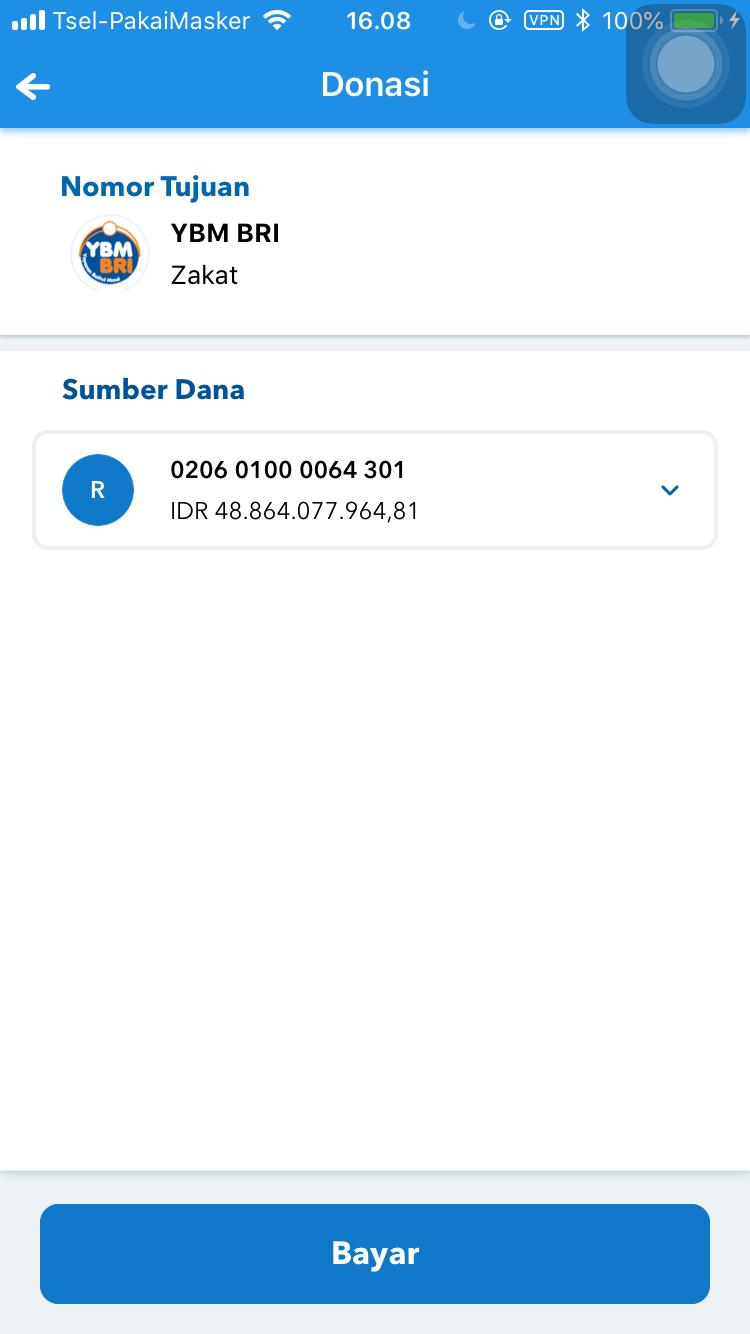 Tsel-PakaiMasker 16.08 VPN 100%
Donasi
Nomor Tujuan
YBM BRI
YBM BRI
Zakat
Sumber Dana
R
0206 0100 0064 301
IDR 48.864.077.964,81
Bayar